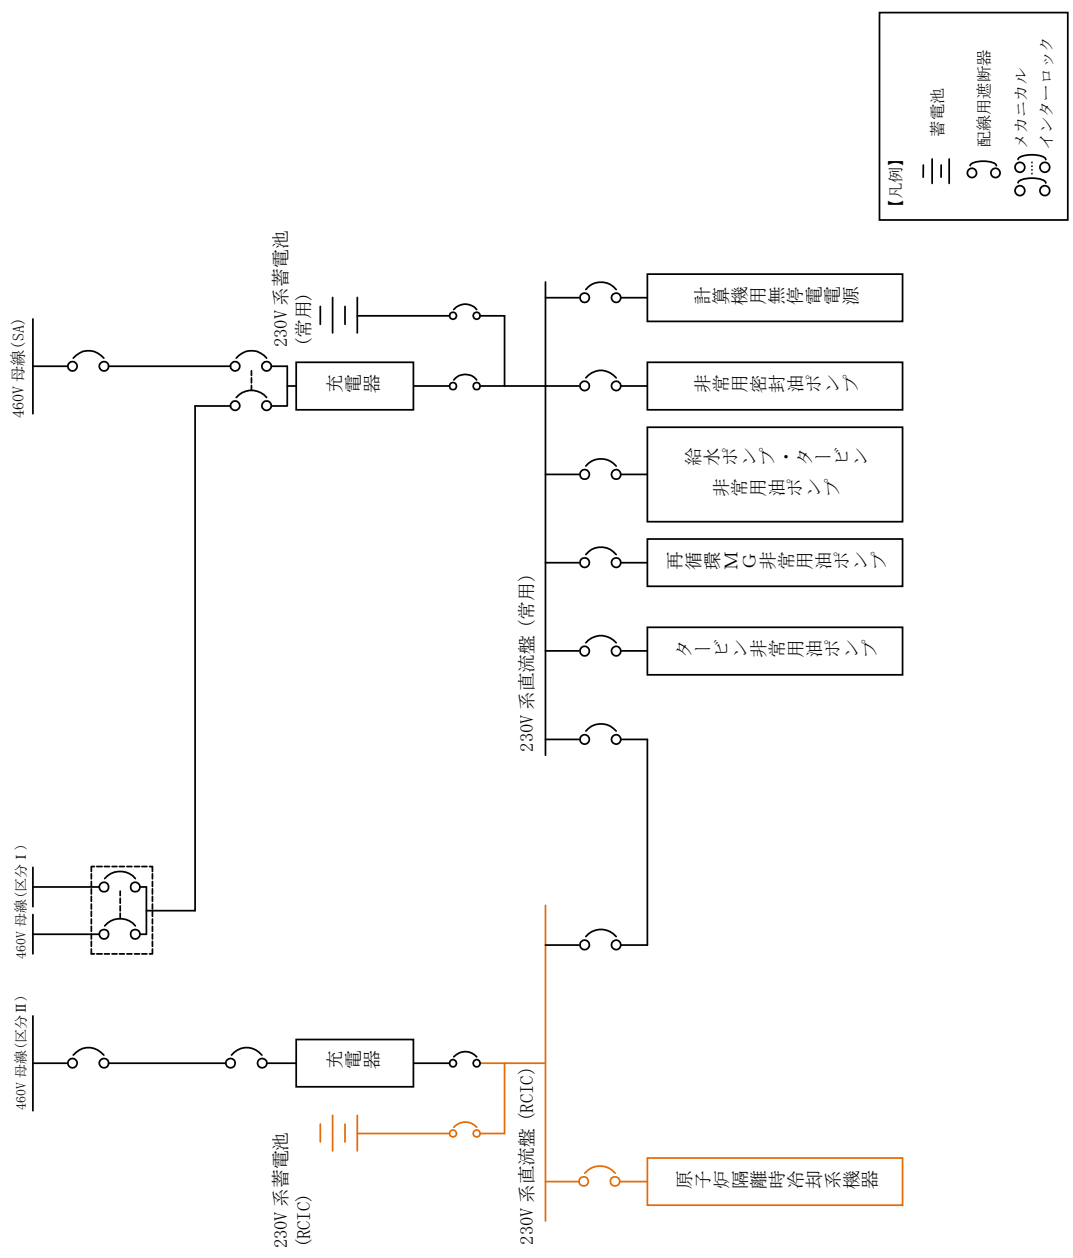 460V 母線(区分Ⅱ)
460V 母線(区分Ⅰ)
460V 母線(SA)
230V 系蓄電池
(RCIC)
充電器
230V 系蓄電池
(常用)
充電器
230V 系直流盤 (RCIC)
230V 系直流盤 (常用)
原子炉隔離時冷却系機器
タービン非常用油ポンプ
再循環MG非常用油ポンプ
給水ポンプ・タービン
非常用油ポンプ
非常用密封油ポンプ
計算機用無停電電源
【凡例】
蓄電池
配線用遮断器
メカニカル
インターロック